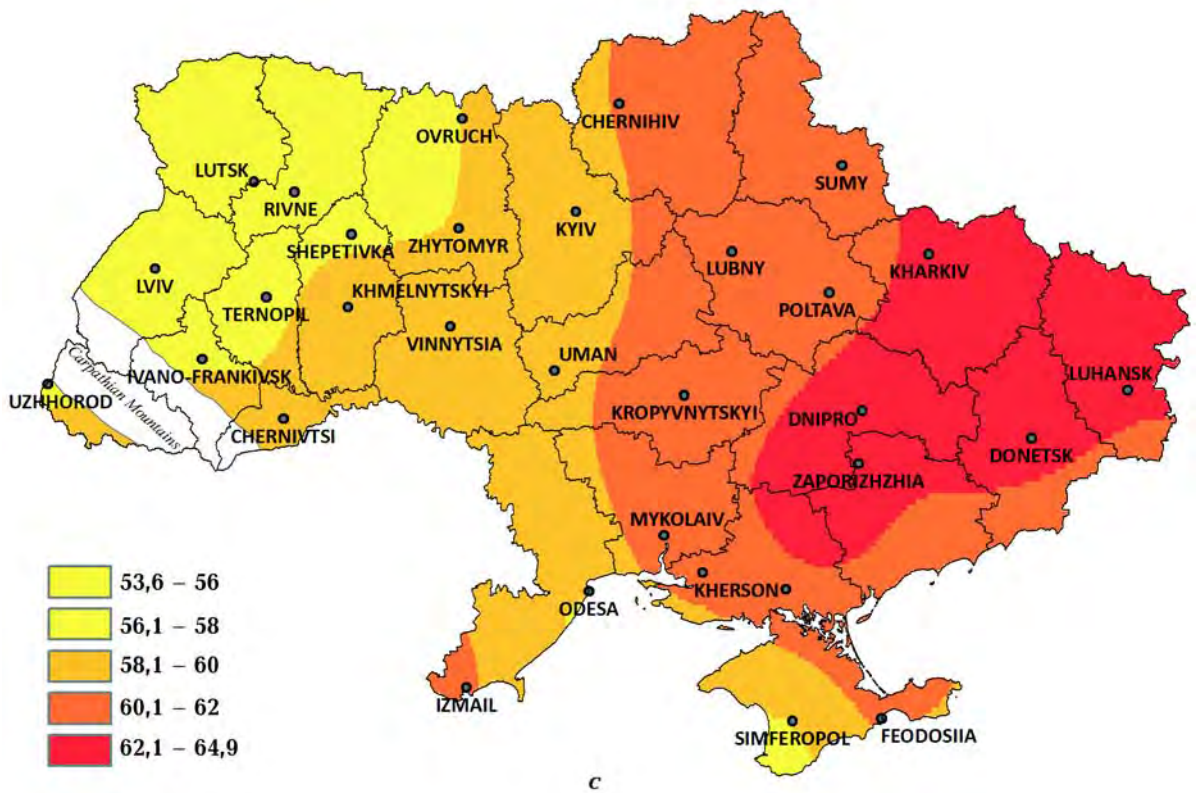 OVRUCH
CHERNIHIV
LUTSK
SUMY
RIVNE
SHEPETIVKA
ZHYTOMYR
KYIV
LVIV
LUBNY
KHARKIV
TERNOPIL
KHMELNYTSKYI
POLTAVA
VINNYTSIA
UMAN
IVANO-FRANKIVSK
LUHANSK
UZHHOROD
Carpathian Mountains
KROPYVNYTSKYI
DNIPRO
CHERNIVTSI
DONETSK
ZAPORIZHZHIA
MYKOLAIV
KHERSON
ODESA
IZMAIL
SIMFEROPOL
FEODOSIIA
53,6 – 56
56,1 – 58
58,1 – 60
60,1 – 62
62,1 – 64,9
c